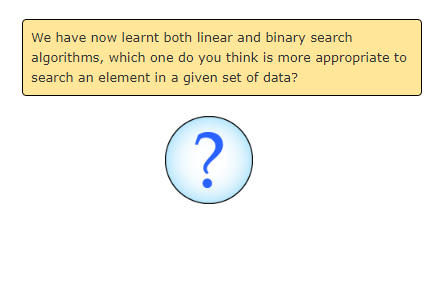 We have now learnt both linear and binary search
algorithms, which one do you think is more appropriate to
search an element in a given set of data?
?